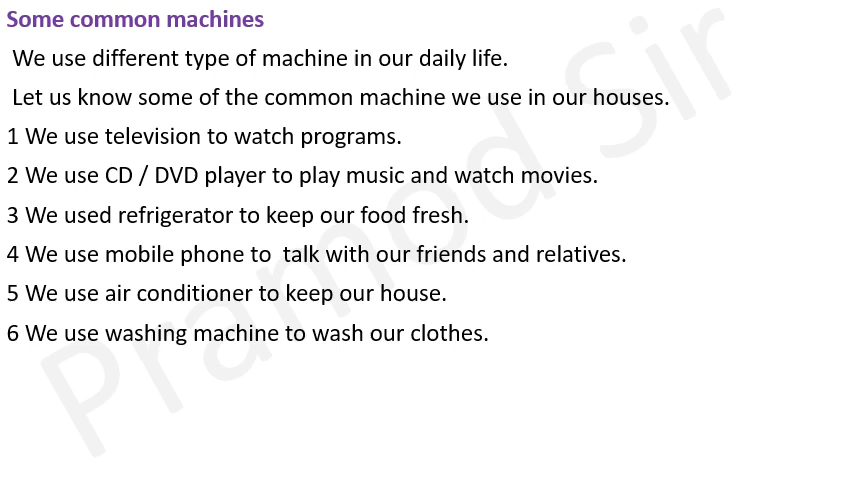 Some common machines
We use different type of machine in our daily life.
Let us know some of the common machine we use in our houses.
1 We use television to watch programs.
2 We use CD / DVD player to play music and watch movies.
3 We used refrigerator to keep our food fresh.
4 We use mobile phone to  talk with our friends and relatives.
5 We use air conditioner to keep our house.
6 We use washing machine to wash our clothes.
Pramod Sir